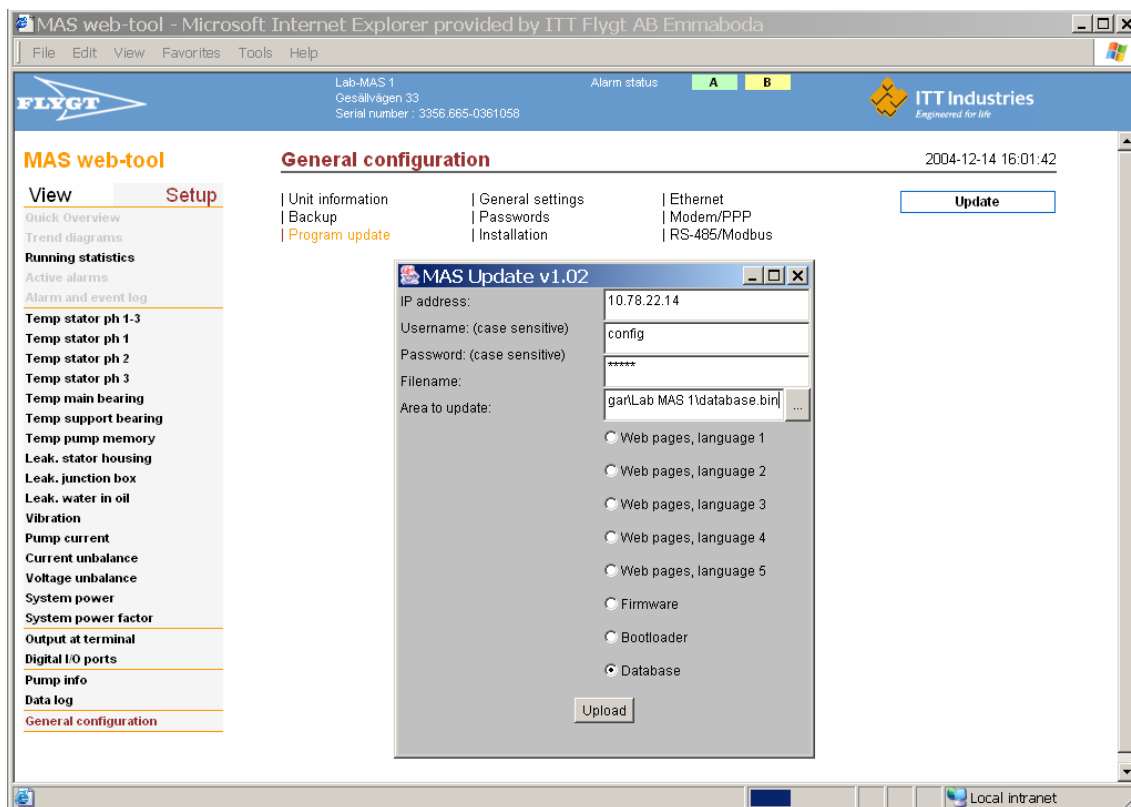 MAS web-tool - Microsoft Internet Explorer provided by ITT Flygt AB Emmaboda
File Edit View Favorites Tools Help
FLYGT
Lab-MAS 1
Gesällvägen 33
Serial number : 3356.665-0361058
Alarm status A B
ITT Industries
Engineered for life
MAS web-tool
General configuration
2004-12-14 16:01:42
View Setup
Quick Overview
Trend diagrams
Running statistics
Active alarms
Alarm and event log
Temp stator ph 1-3
Temp stator ph 1
Temp stator ph 2
Temp stator ph 3
Temp main bearing
Temp support bearing
Temp pump memory
Leak. stator housing
Leak. junction box
Leak. water in oil
Vibration
Pump current
Current unbalance
Voltage unbalance
System power
System power factor
Output at terminal
Digital I/O ports
Pump info
Data log
General configuration
| Unit information | General settings | Ethernet
| Backup | Passwords | Modem/PPP
| Program update | Installation | RS-485/Modbus
Update
MAS Update v1.02
IP address: 10.78.22.14
Username: (case sensitive) config
Password: (case sensitive) *****
Filename: gar\Lab MAS 1\database.bin ...
Area to update:
Web pages, language 1
Web pages, language 2
Web pages, language 3
Web pages, language 4
Web pages, language 5
Firmware
Bootloader
Database
Upload
Local intranet